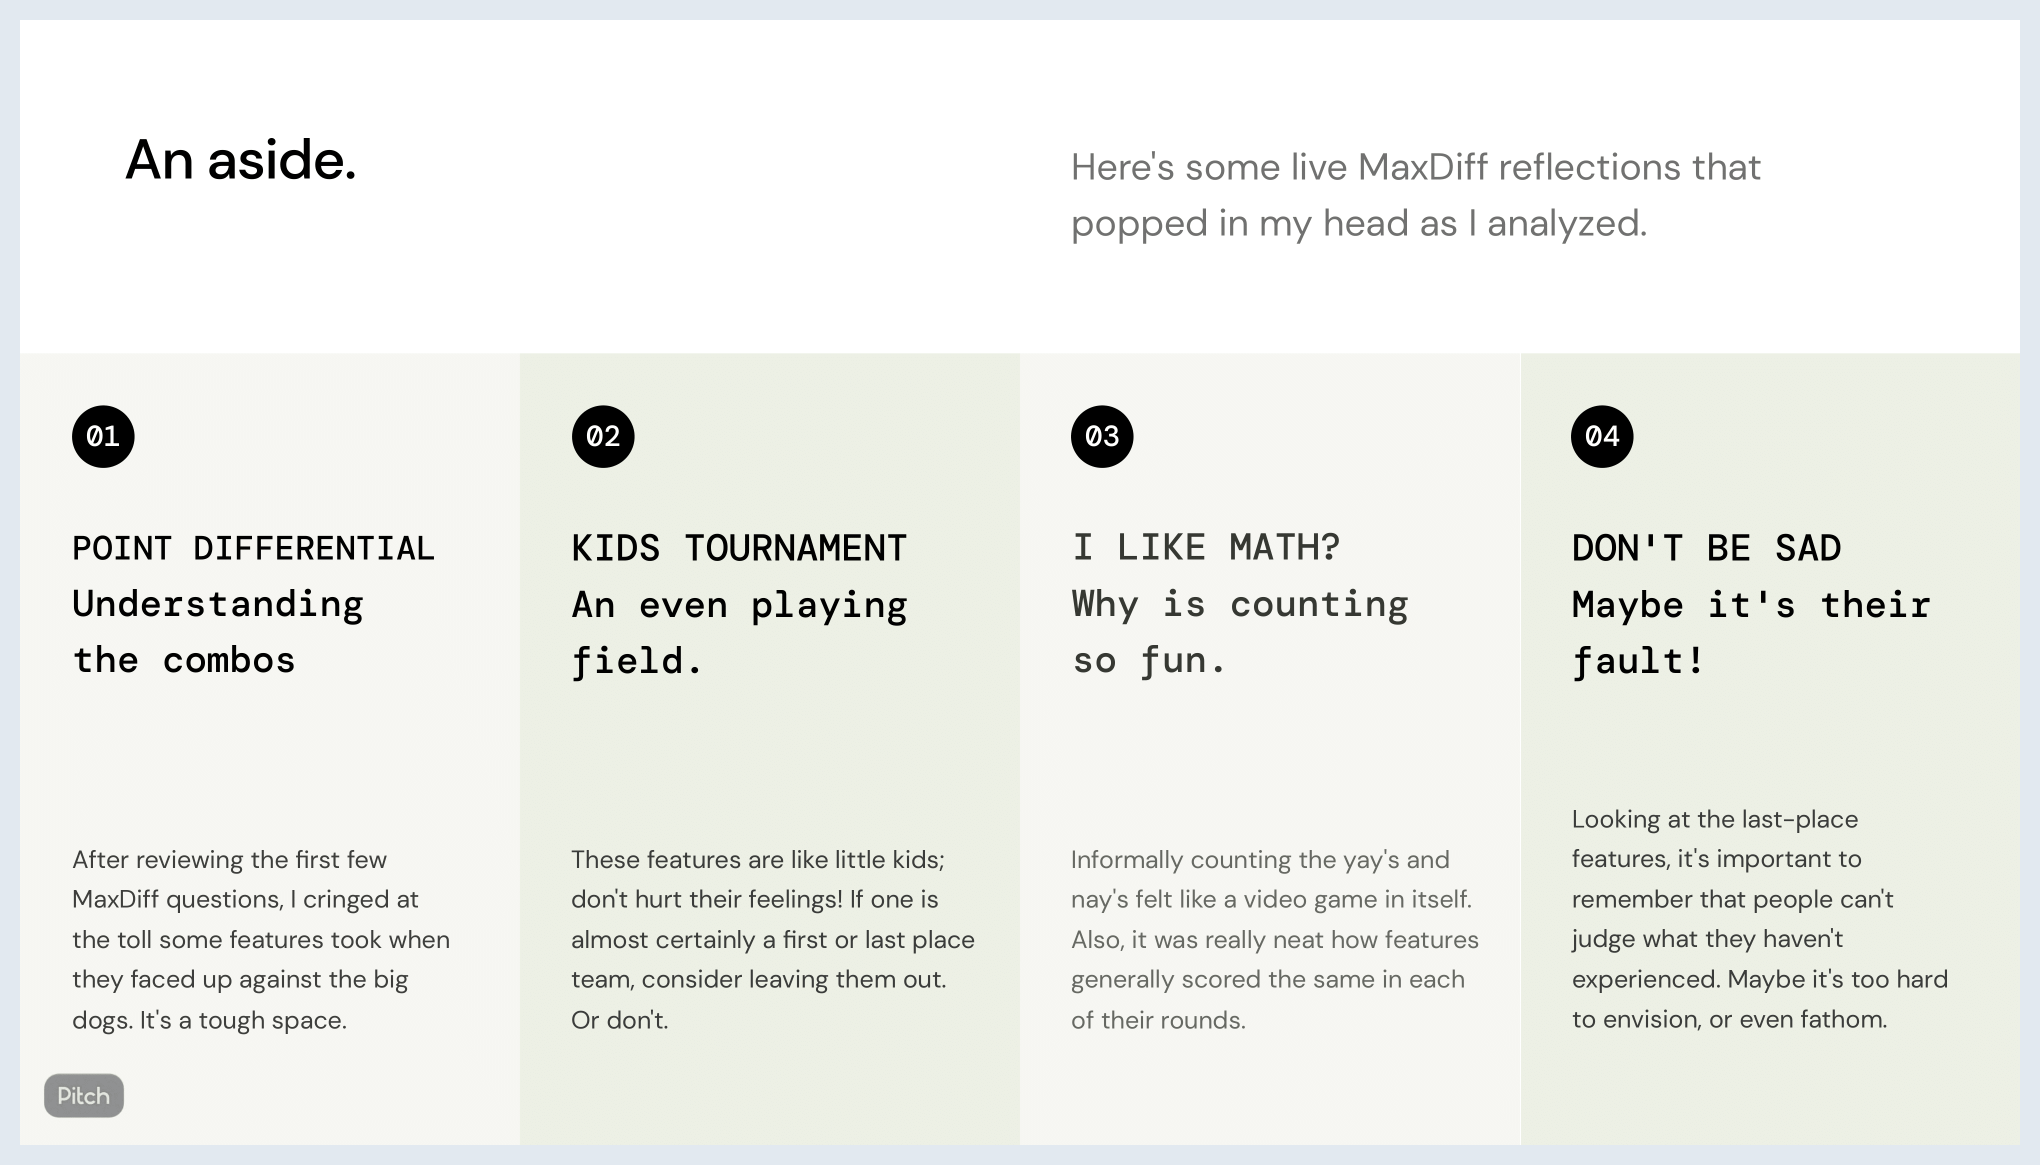 An aside.
Here's some live MaxDiff reflections that
popped in my head as I analyzed.
01
POINT DIFFERENTIAL
Understanding
the combos
After reviewing the first few
MaxDiff questions, I cringed at
the toll some features took when
they faced up against the big
dogs. It's a tough space.
02
KIDS TOURNAMENT
An even playing
field.
These features are like little kids;
don't hurt their feelings! If one is
almost certainly a first or last place
team, consider leaving them out.
Or don't.
03
I LIKE MATH?
Why is counting
so fun.
Informally counting the yay's and
nay's felt like a video game in itself.
Also, it was really neat how features
generally scored the same in each
of their rounds.
04
DON'T BE SAD
Maybe it's their
fault!
Looking at the last-place
features, it's important to
remember that people can't
judge what they haven't
experienced. Maybe it's too hard
to envision, or even fathom.
Pitch